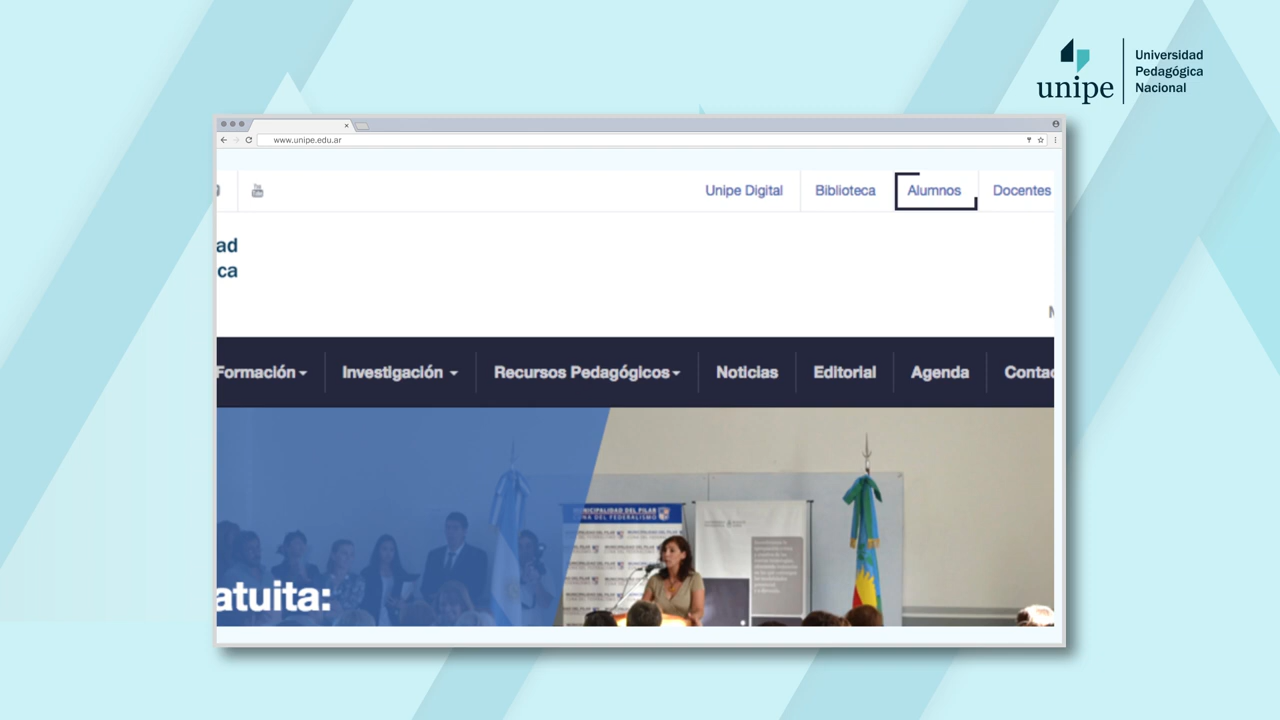 unipe
Universidad
Pedagógica
Nacional
www.unipe.edu.ar
Unipe Digital
Biblioteca
Alumnos
Docentes
ad
ca
M
Formación
Investigación
Recursos Pedagógicos
Noticias
Editorial
Agenda
Contac
MUNICIPALIDAD DEL PILAR
NA DEL FEDERALISMO
atuita: